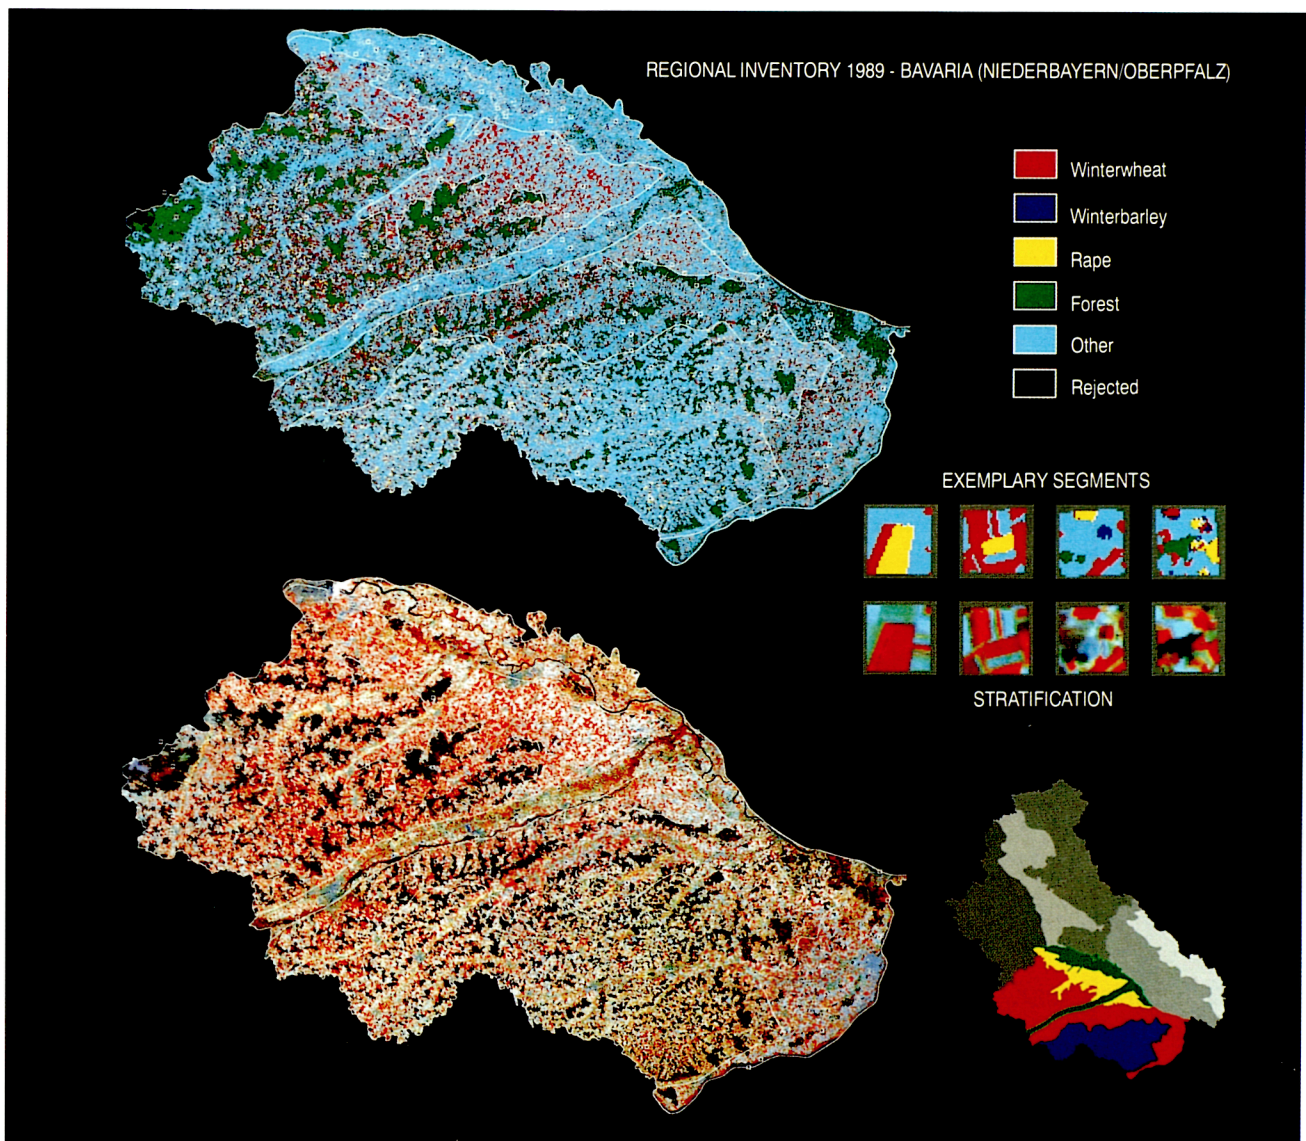 REGIONAL INVENTORY 1989 - BAVARIA (NIEDERBAYERN/OBERPFALZ)
Winterwheat
Winterbarley
Rape
Forest
Other
Rejected
EXEMPLARY SEGMENTS
STRATIFICATION